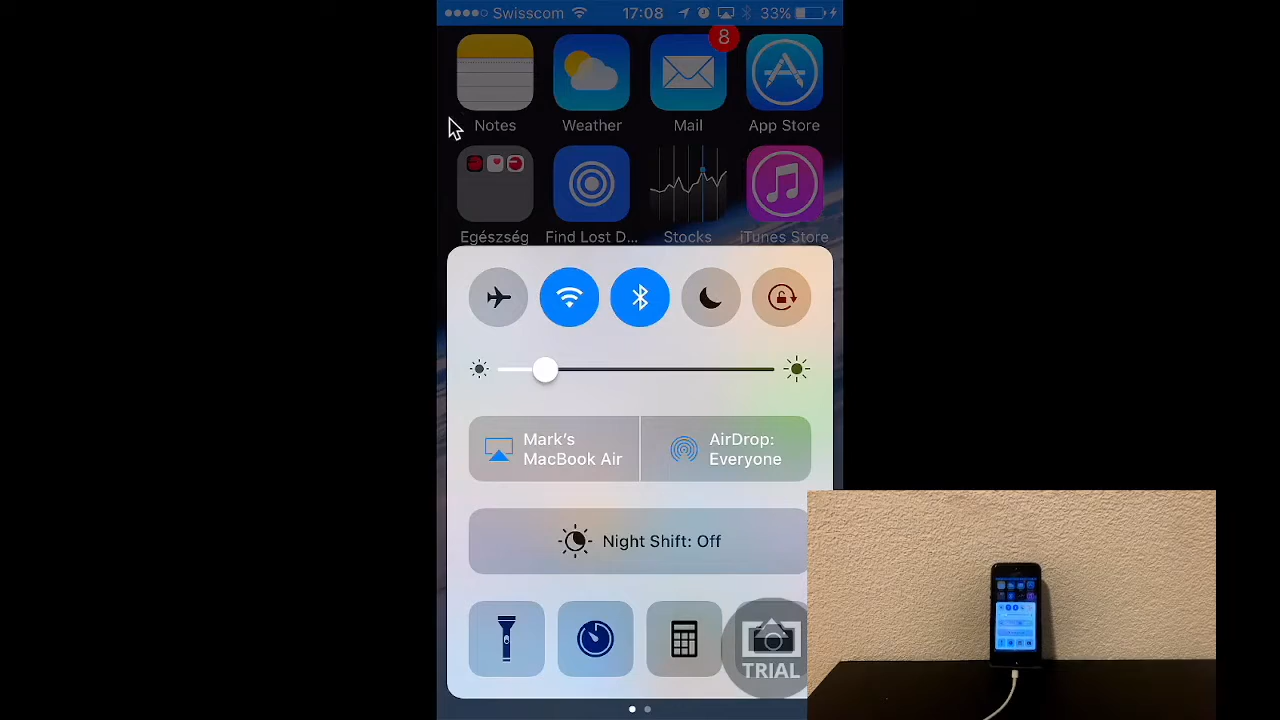 Swisscom 17:08 33%
8
Notes Weather Mail App Store
Egészség Find Lost D... Stocks iTunes Store
Mark's
MacBook Air
AirDrop:
Everyone
Night Shift: Off
TRIAL